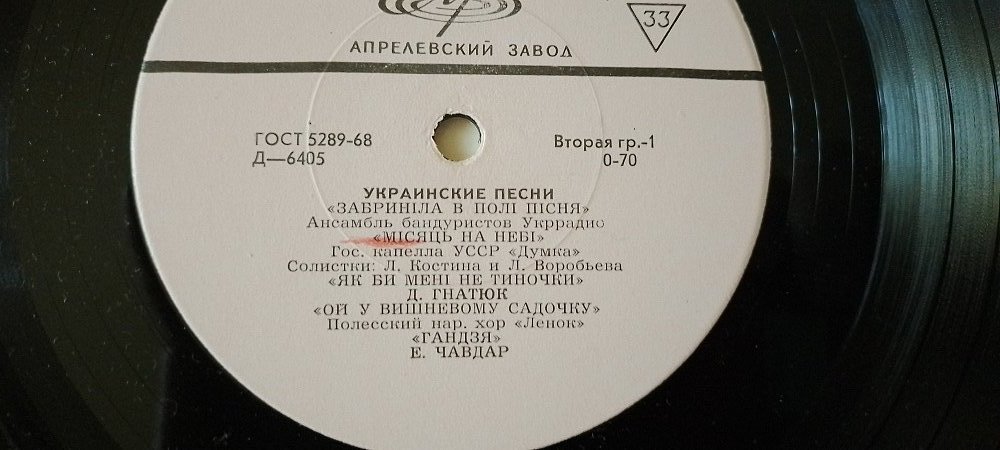 33
АПРЕЛЕВСКИЙ ЗАВОД
ГОСТ 5289-68
Д—6405
Вторая гр.-1
0-70
УКРАИНСКИЕ ПЕСНИ
«ЗАБРИНІЛА В ПОЛІ ПІСНЯ»
Ансамбль бандуристов Укррадио
«МІСЯЦЬ НА НЕБІ»
Гос. капелла УССР «Думка»
Солистки: Л. Костина и Л. Воробьева
«ЯК БИ МЕНІ НЕ ТИНОЧКИ»
Д. ГНАТЮК
«ОЙ У ВИШНЕВОМУ САДОЧКУ»
Полесский нар. хор «Ленок»
«ГАНДЗЯ»
Е. ЧАВДАР